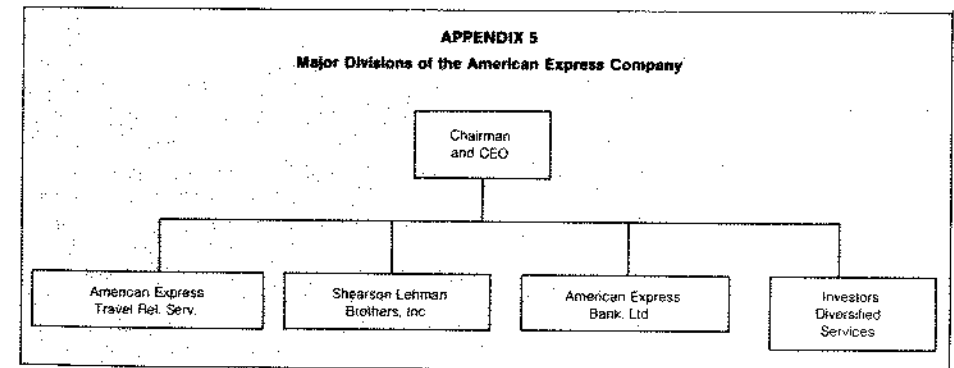 APPENDIX 5
Major Divisions of the American Express Company
Chairman
and CEO
American Express
Travel Rel. Serv.
Shearson Lehman
Brothers, Inc
American Express
Bank, Ltd
Investors
Diversified
Services